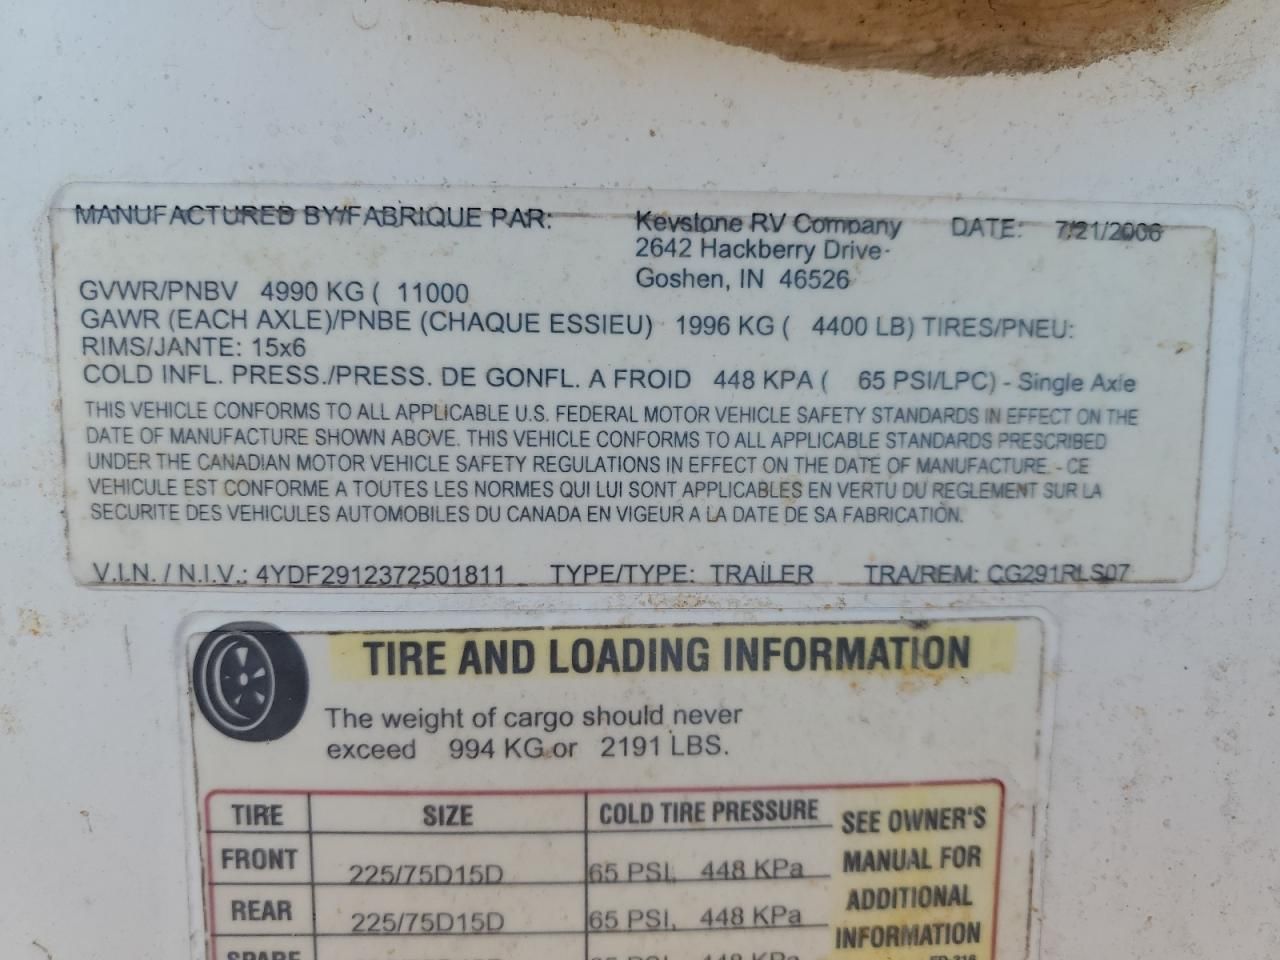 MANUFACTURED BY/FABRIQUE PAR: Keystone RV Company DATE: 7/21/2006
2642 Hackberry Drive
Goshen, IN 46526
GVWR/PNBV 4990 KG ( 11000
GAWR (EACH AXLE)/PNBE (CHAQUE ESSIEU) 1996 KG ( 4400 LB) TIRES/PNEU:
RIMS/JANTE: 15x6
COLD INFL. PRESS./PRESS. DE GONFL. A FROID 448 KPA ( 65 PSI/LPC) - Single Axle
THIS VEHICLE CONFORMS TO ALL APPLICABLE U.S. FEDERAL MOTOR VEHICLE SAFETY STANDARDS IN EFFECT ON THE
DATE OF MANUFACTURE SHOWN ABOVE. THIS VEHICLE CONFORMS TO ALL APPLICABLE STANDARDS PRESCRIBED
UNDER THE CANADIAN MOTOR VEHICLE SAFETY REGULATIONS IN EFFECT ON THE DATE OF MANUFACTURE. - CE
VEHICULE EST CONFORME A TOUTES LES NORMES QUI LUI SONT APPLICABLES EN VERTU DU REGLEMENT SUR LA
SECURITE DES VEHICULES AUTOMOBILES DU CANADA EN VIGEUR A LA DATE DE SA FABRICATION.
V.I.N. / N.I.V.: 4YDF2912372501811 TYPE/TYPE: TRAILER TRA/REM: CG291RLS07
TIRE AND LOADING INFORMATION
The weight of cargo should never
exceed 994 KG or 2191 LBS.
TIRE SIZE COLD TIRE PRESSURE
FRONT 225/75D15D 65 PSI, 448 KPa
REAR 225/75D15D 65 PSI, 448 KPa
SPARE
SEE OWNER'S
MANUAL FOR
ADDITIONAL
INFORMATION